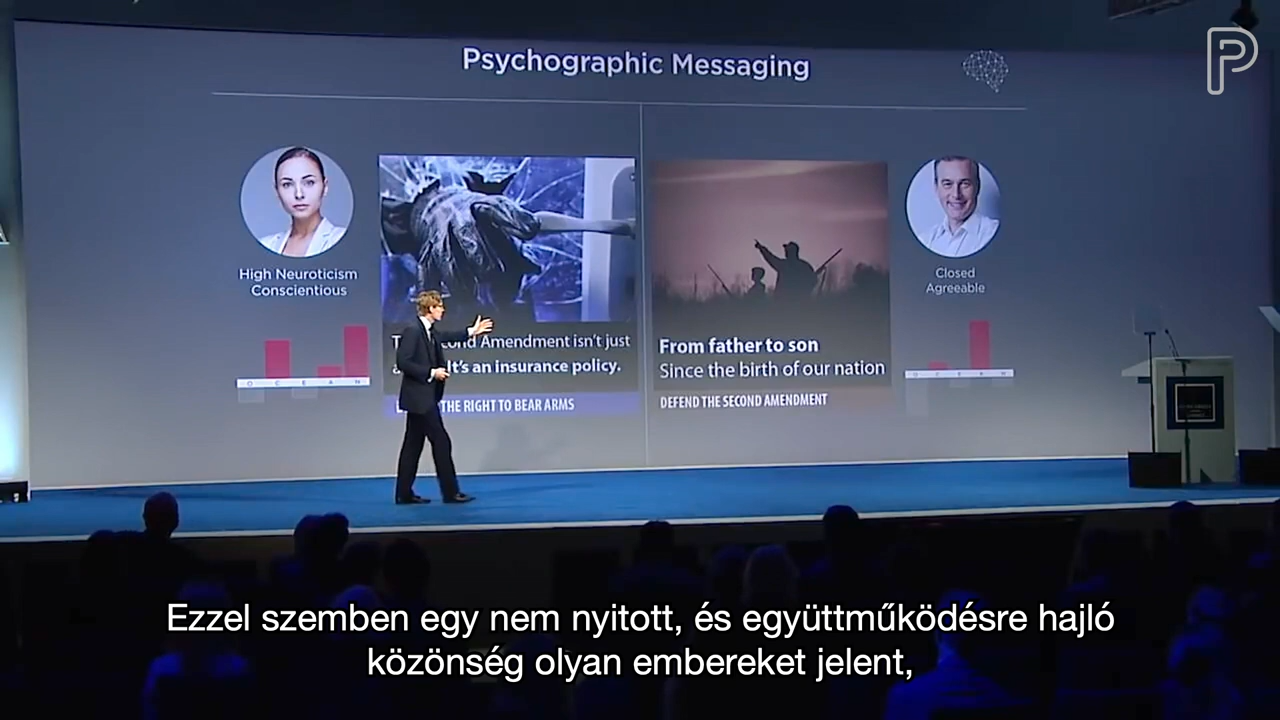 Psychographic Messaging
P
High Neuroticism
Conscientious
O C E A N
cond Amendment isn't just
It's an insurance policy.
THE RIGHT TO BEAR ARMS
From father to son
Since the birth of our nation
DEFEND THE SECOND AMENDMENT
Closed
Agreeable
O C E A N
Ezzel szemben egy nem nyitott, és együttműködésre hajló
közönség olyan embereket jelent,